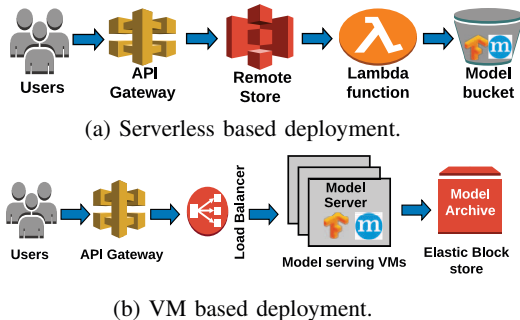 Users
API
Gateway
Remote
Store
Lambda
function
Model
bucket
m
(a) Serverless based deployment.
Users
API Gateway
Load Balancer
Model
Server
m
Model serving VMs
Model
Archive
Elastic Block
store
(b) VM based deployment.